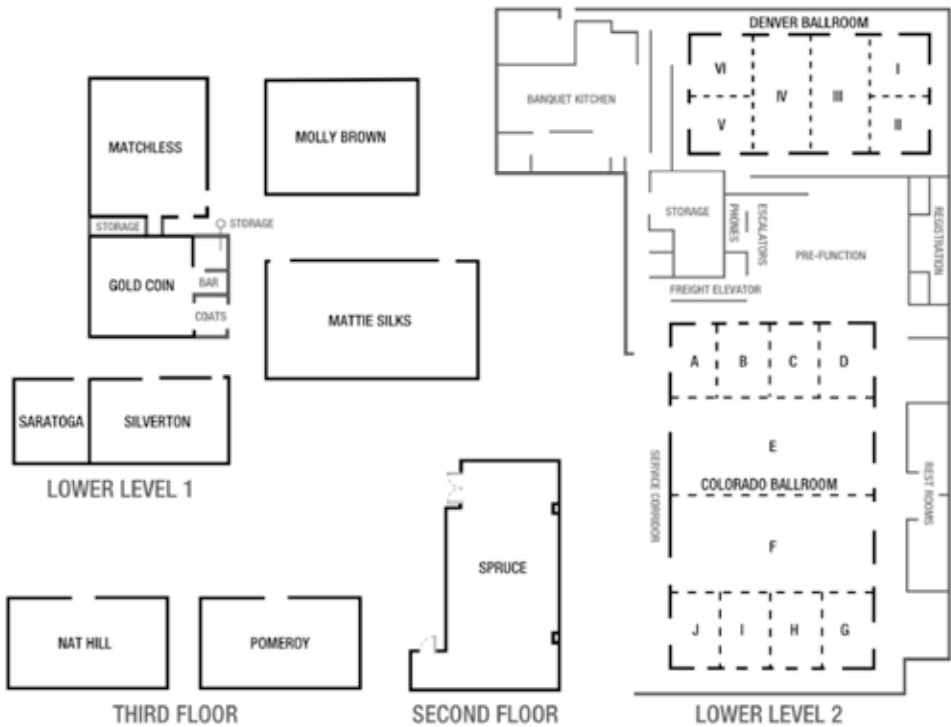 MATCHLESS
STORAGE
STORAGE
GOLD COIN
BAR
COATS
MOLLY BROWN
MATTIE SILKS
SARATOGA
SILVERTON
LOWER LEVEL 1
NAT HILL
POMEROY
THIRD FLOOR
SPRUCE
SECOND FLOOR
DENVER BALLROOM
VI
V
IV
III
I
II
BANQUET KITCHEN
STORAGE
PHONES
ESCALATORS
PRE-FUNCTION
REGISTRATION
FREIGHT ELEVATOR
A
B
C
D
E
COLORADO BALLROOM
F
SERVICE CORRIDOR
REST ROOMS
J
I
H
G
LOWER LEVEL 2